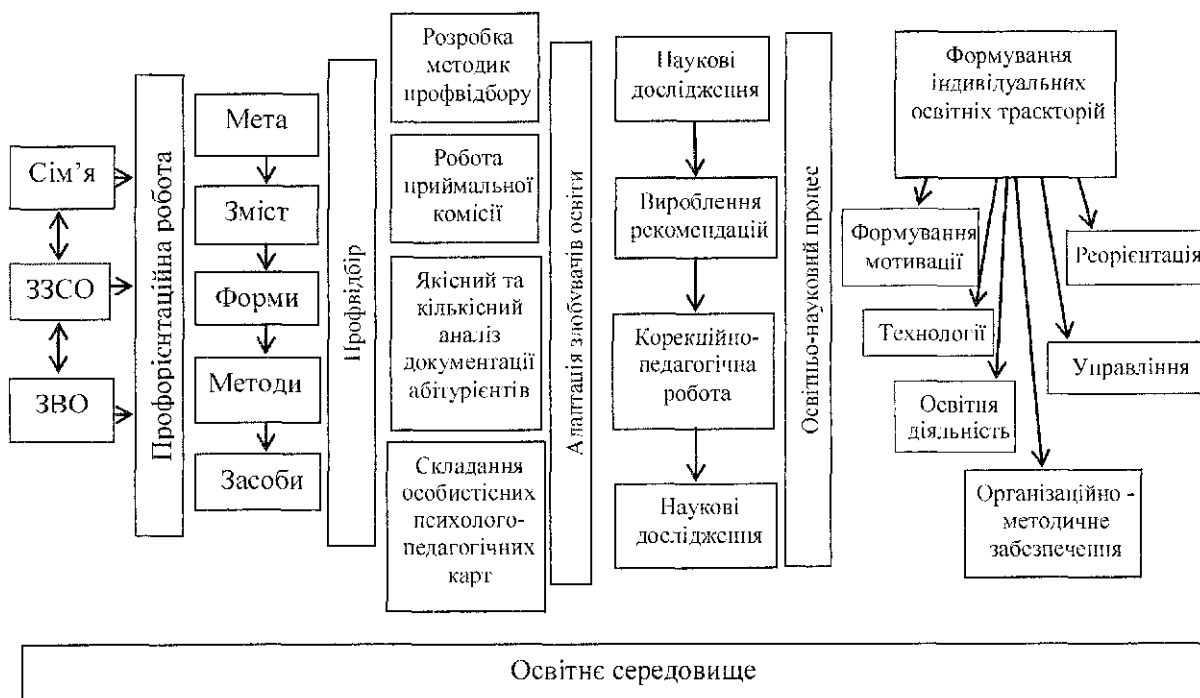 Сім’я
ЗЗСО
ЗВО
Профорієнтаційна робота
Мета
Зміст
Форми
Методи
Засоби
Профвідбір
Розробка
методик
профвідбору
Робота
приймальної
комісії
Якісний та
кількісний
аналіз
документації
абітурієнтів
Складання
особистісних
психолого-
педагогічних
карт
Адаптація здобувачів освіти
Наукові
дослідження
Вироблення
рекомендацій
Корекційно-
педагогічна
робота
Наукові
дослідження
Освітньо-науковий процес
Формування
індивідуальних
освітніх траєкторій
Формування
мотивації
Технології
Освітня
діяльність
Організаційно -
методичне
забезпечення
Управління
Реорієнтація
Освітнє середовище